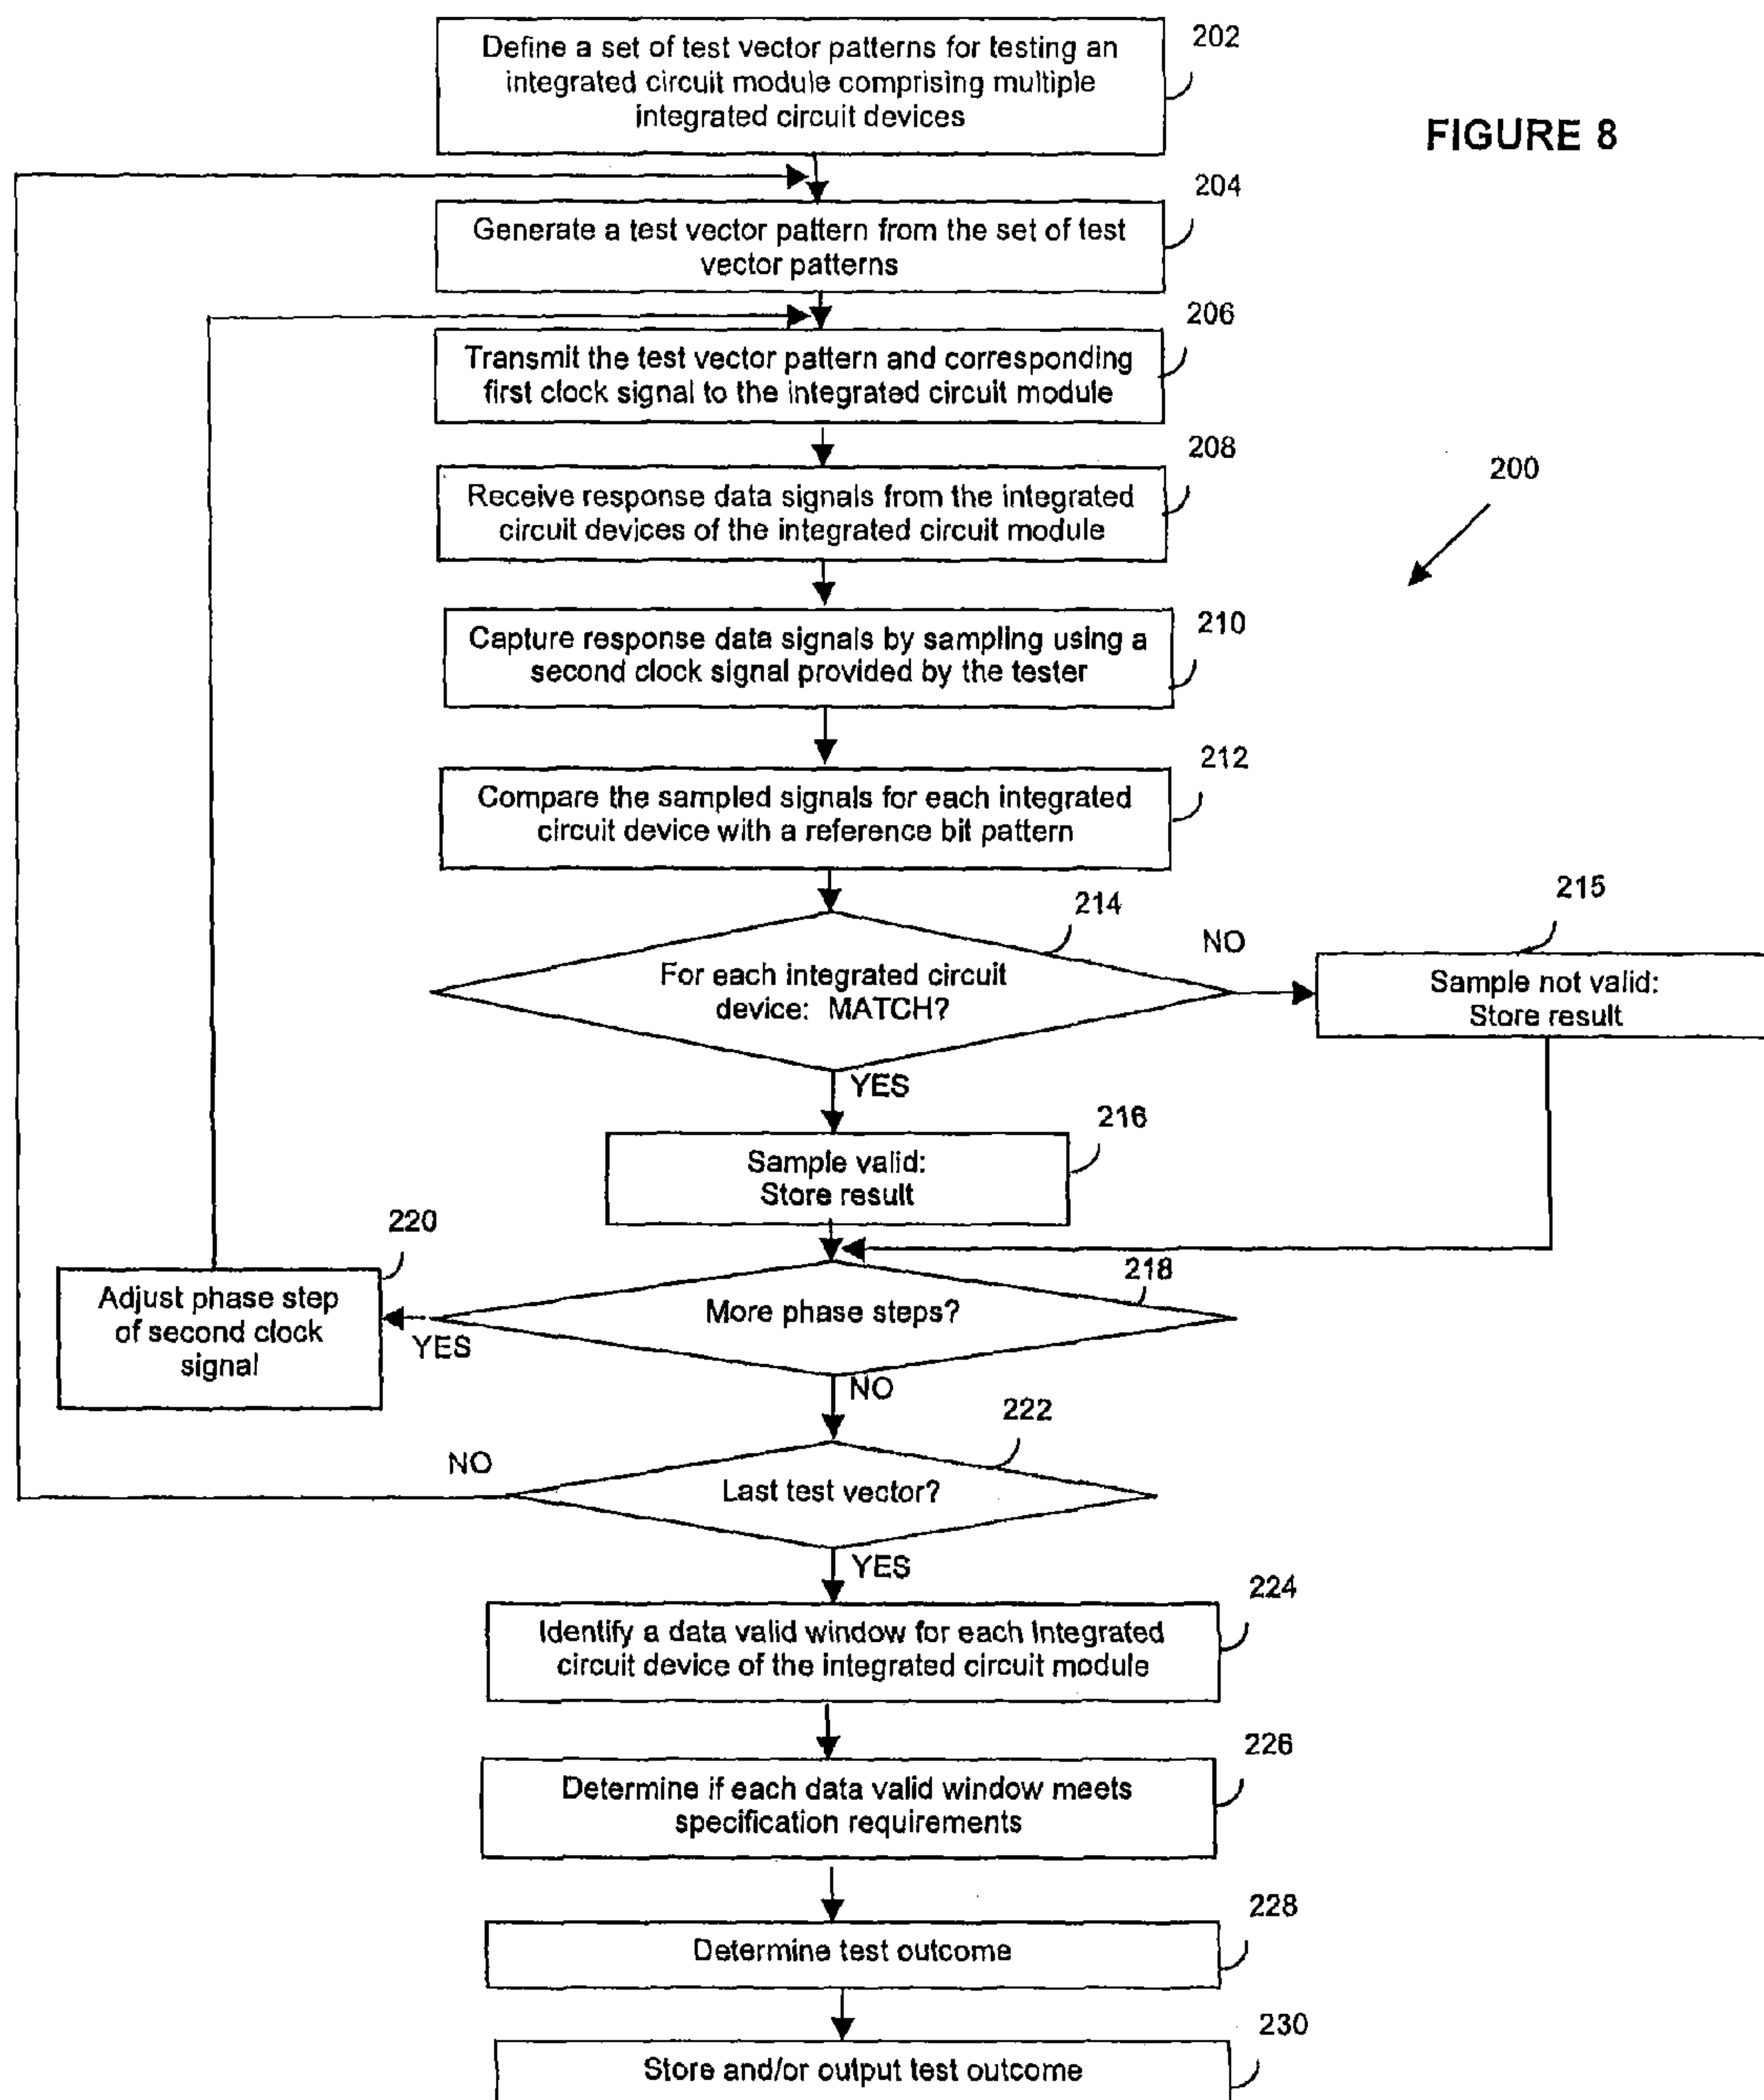 Define a set of test vector patterns for testing an
integrated circuit module comprising multiple
integrated circuit devices
202
FIGURE 8
204
Generate a test vector pattern from the set of test
vector patterns
206
Transmit the test vector pattern and corresponding
first clock signal to the integrated circuit module
208
200
Receive response data signals from the integrated
circuit devices of the integrated circuit module
210
Capture response data signals by sampling using a
second clock signal provided by the tester
212
Compare the sampled signals for each integrated
circuit device with a reference bit pattern
214
215
NO
For each integrated circuit
device: MATCH?
Sample not valid:
Store result
YES
216
Sample valid:
Store result
220
218
Adjust phase step
of second clock
signal
More phase steps?
YES
NO
222
NO
Last test vector?
YES
224
Identify a data valid window for each integrated
circuit device of the integrated circuit module
226
Determine if each data valid window meets
specification requirements
228
Determine test outcome
230
Store and/or output test outcome